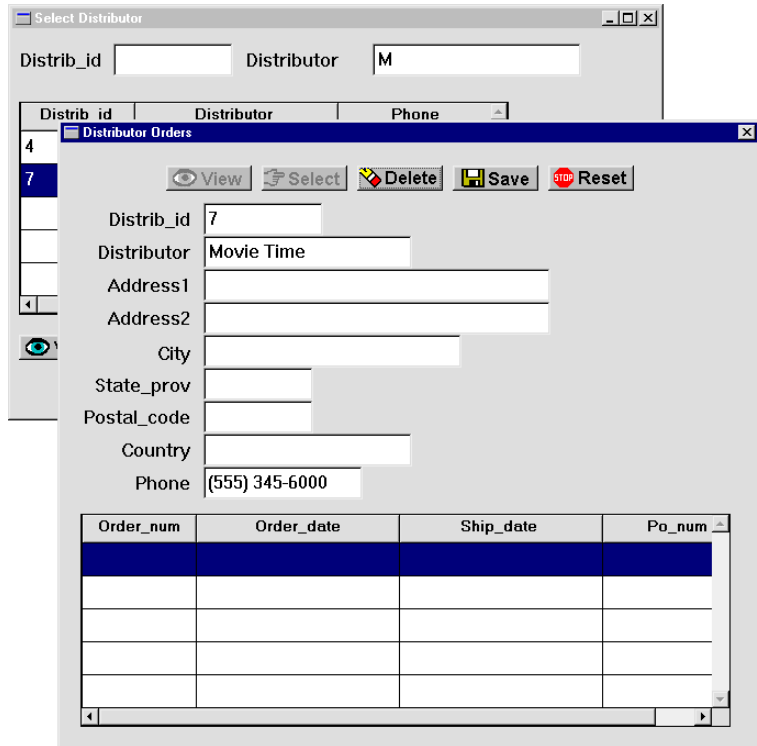 Select Distributor
Distrib_id Distributor M
Distrib_id Distributor Phone
4
7
Distributor Orders
View Select Delete Save STOP Reset
Distrib_id 7
Distributor Movie Time
Address1
Address2
City
State_prov
Postal_code
Country
Phone (555) 345-6000
Order_num Order_date Ship_date Po_num